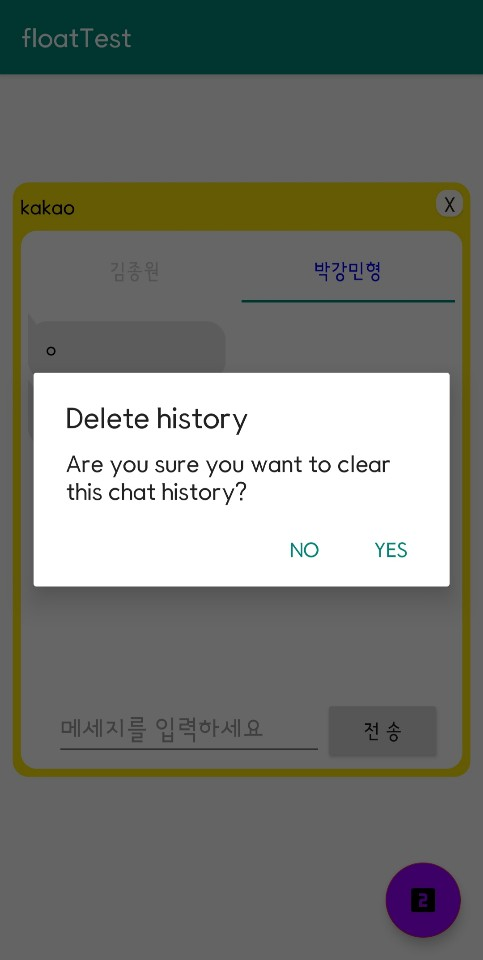 floatTest
kakao X
김종원 박강민형
o
Delete history
Are you sure you want to clear
this chat history?
NO YES
메세지를 입력하세요 전 송
2